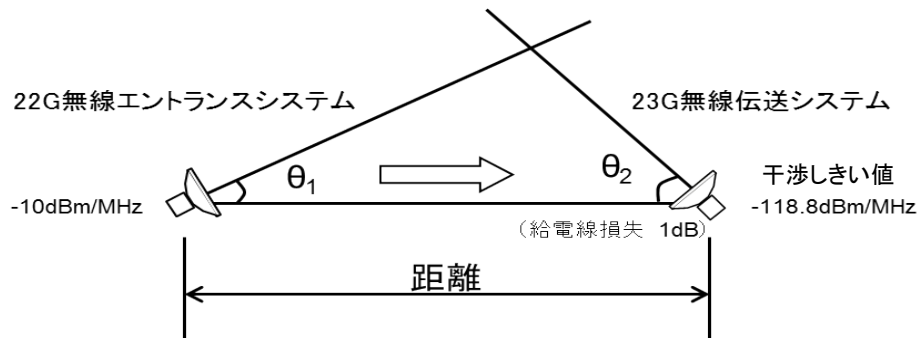 22G無線エントランスシステム
23G無線伝送システム
θ1
θ2
干渉しきい値
-10dBm/MHz
-118.8dBm/MHz
(給電線損失 1dB)
距離